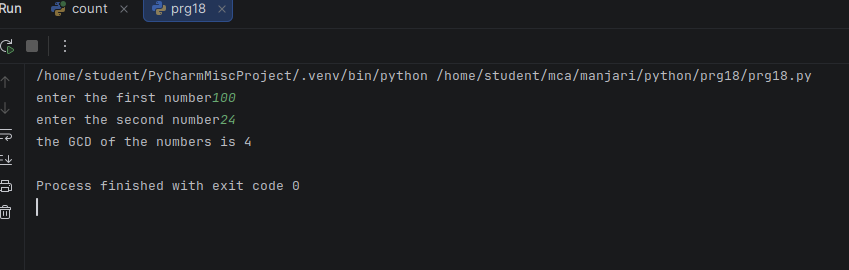 Run count × prg18 ×
/home/student/PyCharmMiscProject/.venv/bin/python /home/student/mca/manjari/python/prg18/prg18.py
enter the first number100
enter the second number24
the GCD of the numbers is 4
Process finished with exit code 0